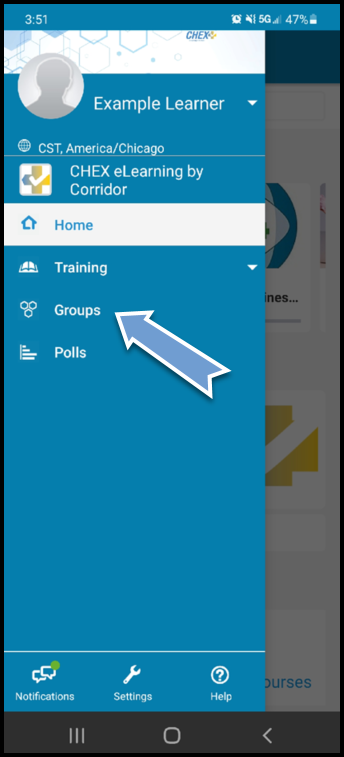 3:51
5G 47%
CHEX
Example Learner
CST, America/Chicago
CHEX eLearning by
Corridor
Home
Training
ines...
Groups
Polls
ourses
Notifications
Settings
Help